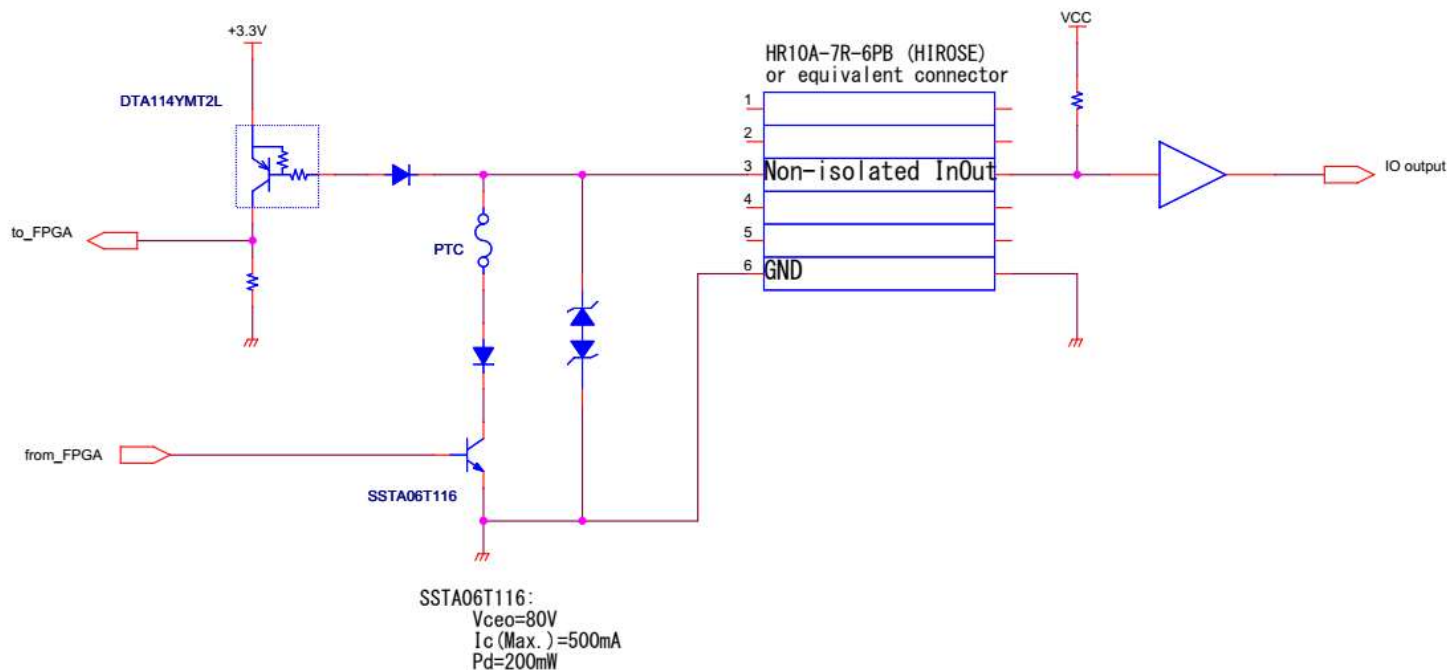 +3.3V
VCC
HR10A-7R-6PB (HIROSE)
or equivalent connector
DTA114YMT2L
1
2
3 Non-isolated InOut
4
5
6 GND
IO output
to_FPGA
PTC
from_FPGA
SSTA06T116
SSTA06T116:
Vceo=80V
Ic(Max.)=500mA
Pd=200mW